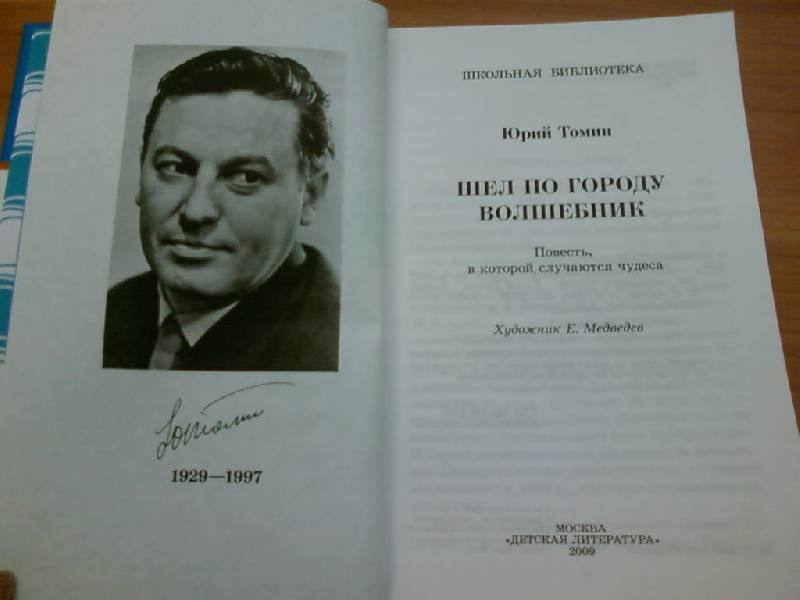 Ю Томин
1929—1997
ШКОЛЬНАЯ БИБЛИОТЕКА
Юрий Томин
ШЕЛ ПО ГОРОДУ
ВОЛШЕБНИК
Повесть,
в которой случаются чудеса
Художник Е. Медведев
МОСКВА
«ДЕТСКАЯ ЛИТЕРАТУРА»
2009